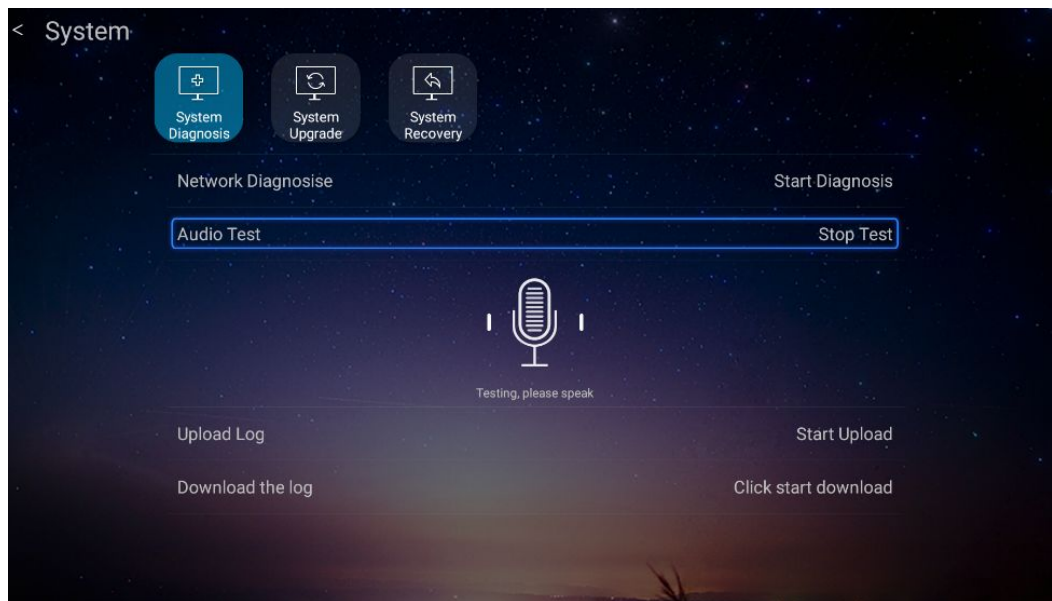 < System
System
Diagnosis
System
Upgrade
System
Recovery
Network Diagnosise
Start Diagnosis
Audio Test
Stop Test
Testing, please speak
Upload Log
Start Upload
Download the log
Click start download